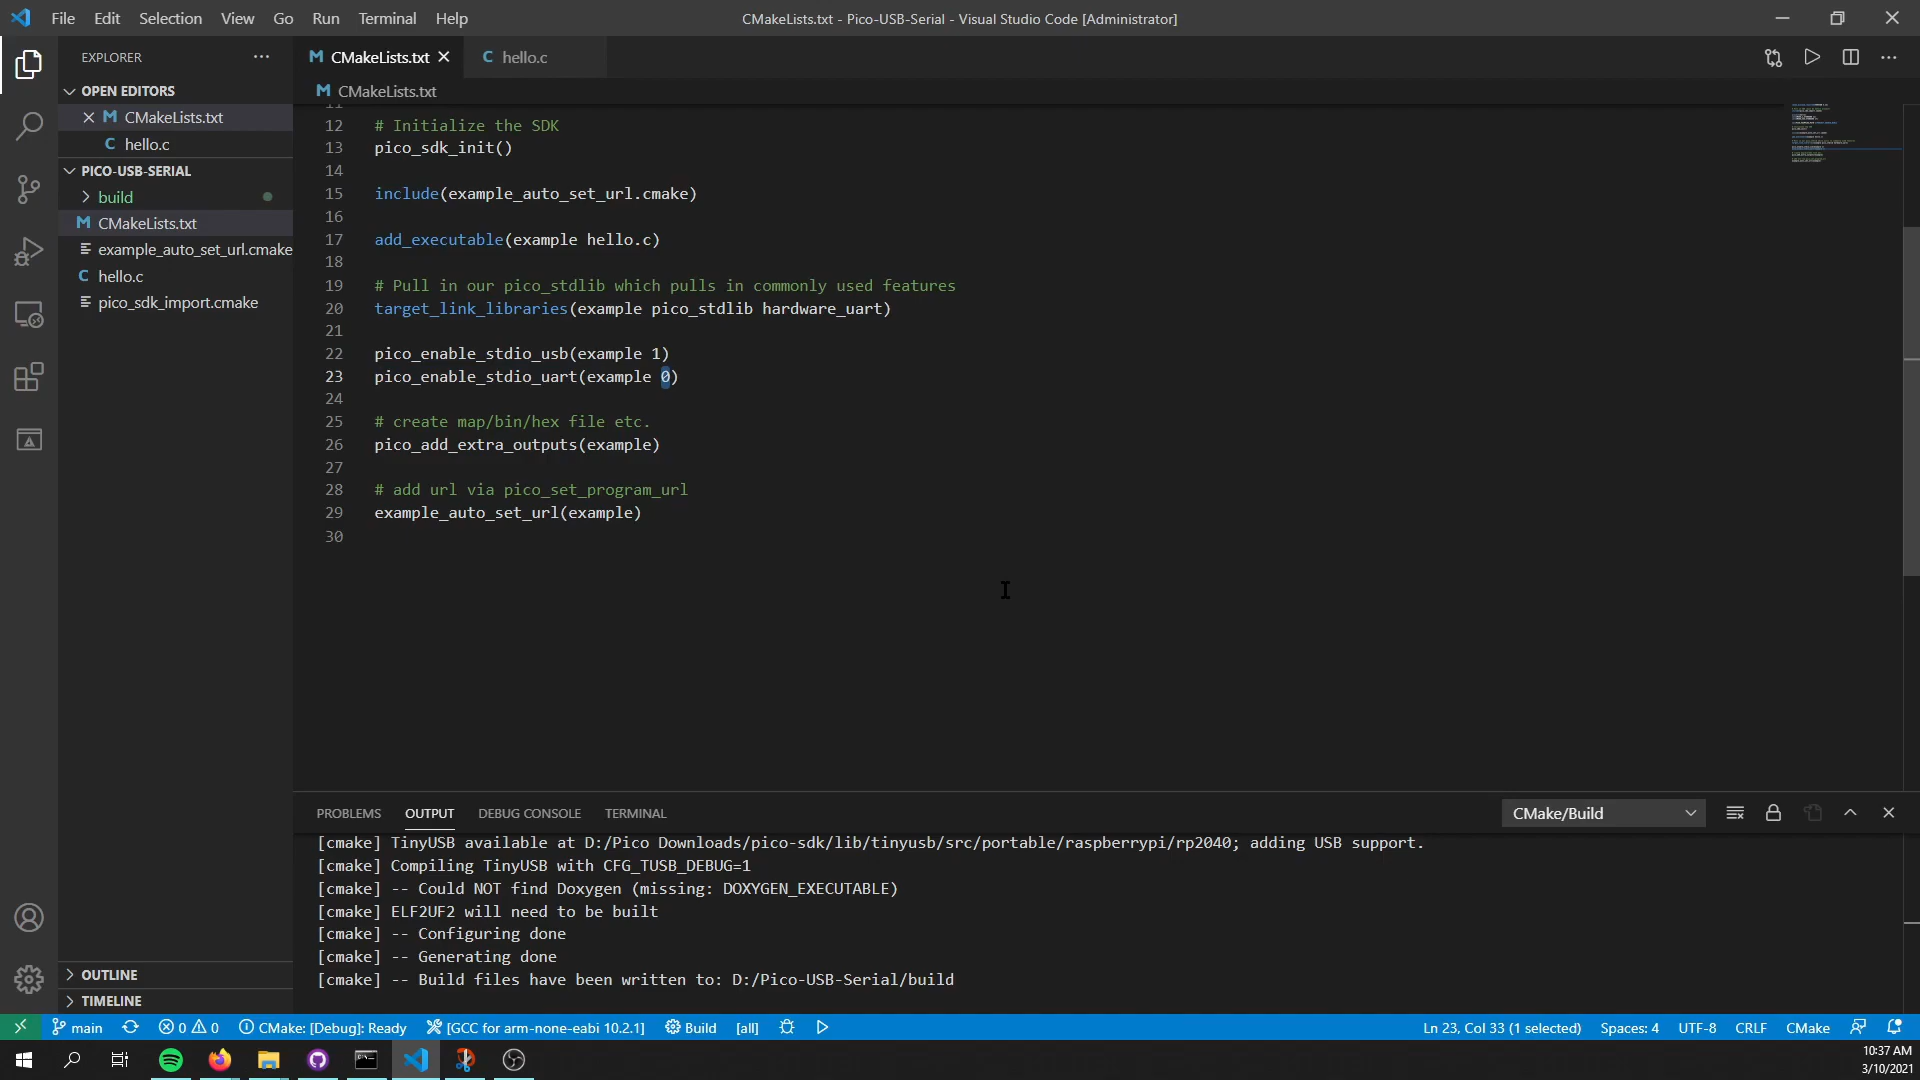 File Edit Selection View Go Run Terminal Help
CMakeLists.txt - Pico-USB-Serial - Visual Studio Code [Administrator]
EXPLORER
OPEN EDITORS
CMakeLists.txt
hello.c
PICO-USB-SERIAL
build
CMakeLists.txt
example_auto_set_url.cmake
hello.c
pico_sdk_import.cmake
OUTLINE
TIMELINE
CMakeLists.txt
hello.c
CMakeLists.txt
11
12 # Initialize the SDK
13 pico_sdk_init()
14
15 include(example_auto_set_url.cmake)
16
17 add_executable(example hello.c)
18
19 # Pull in our pico_stdlib which pulls in commonly used features
20 target_link_libraries(example pico_stdlib hardware_uart)
21
22 pico_enable_stdio_usb(example 1)
23 pico_enable_stdio_uart(example 0)
24
25 # create map/bin/hex file etc.
26 pico_add_extra_outputs(example)
27
28 # add url via pico_set_program_url
29 example_auto_set_url(example)
30
PROBLEMS OUTPUT DEBUG CONSOLE TERMINAL
CMake/Build
[cmake] TinyUSB available at D:/Pico Downloads/pico-sdk/lib/tinyusb/src/portable/raspberrypi/rp2040; adding USB support.
[cmake] Compiling TinyUSB with CFG_TUSB_DEBUG=1
[cmake] -- Could NOT find Doxygen (missing: DOXYGEN_EXECUTABLE)
[cmake] ELF2UF2 will need to be built
[cmake] -- Configuring done
[cmake] -- Generating done
[cmake] -- Build files have been written to: D:/Pico-USB-Serial/build
main 0 0 CMake: [Debug]: Ready [GCC for arm-none-eabi 10.2.1] Build [all] Ln 23, Col 33 (1 selected) Spaces: 4 UTF-8 CRLF CMake
10:37 AM
3/10/2021